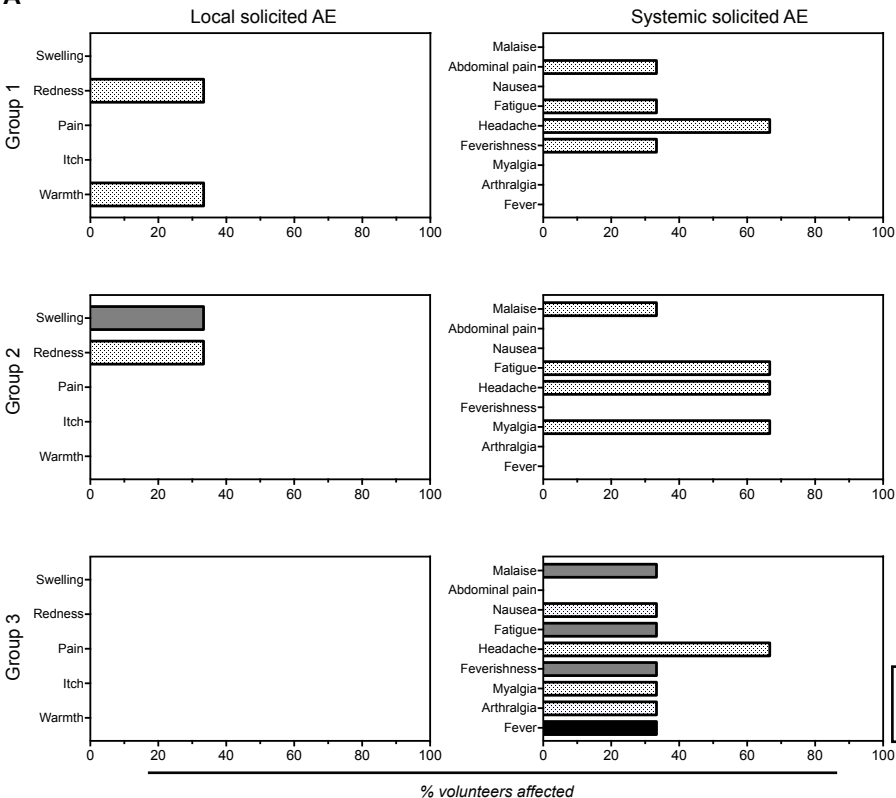 A
Local solicited AE
Systemic solicited AE
Group 1
Swelling
Redness
Pain
Itch
Warmth
0 20 40 60 80 100
Malaise
Abdominal pain
Nausea
Fatigue
Headache
Feverishness
Myalgia
Arthralgia
Fever
0 20 40 60 80 100
Group 2
Swelling
Redness
Pain
Itch
Warmth
0 20 40 60 80 100
Malaise
Abdominal pain
Nausea
Fatigue
Headache
Feverishness
Myalgia
Arthralgia
Fever
0 20 40 60 80 100
Group 3
Swelling
Redness
Pain
Itch
Warmth
0 20 40 60 80 100
Malaise
Abdominal pain
Nausea
Fatigue
Headache
Feverishness
Myalgia
Arthralgia
Fever
0 20 40 60 80 100
% volunteers affected